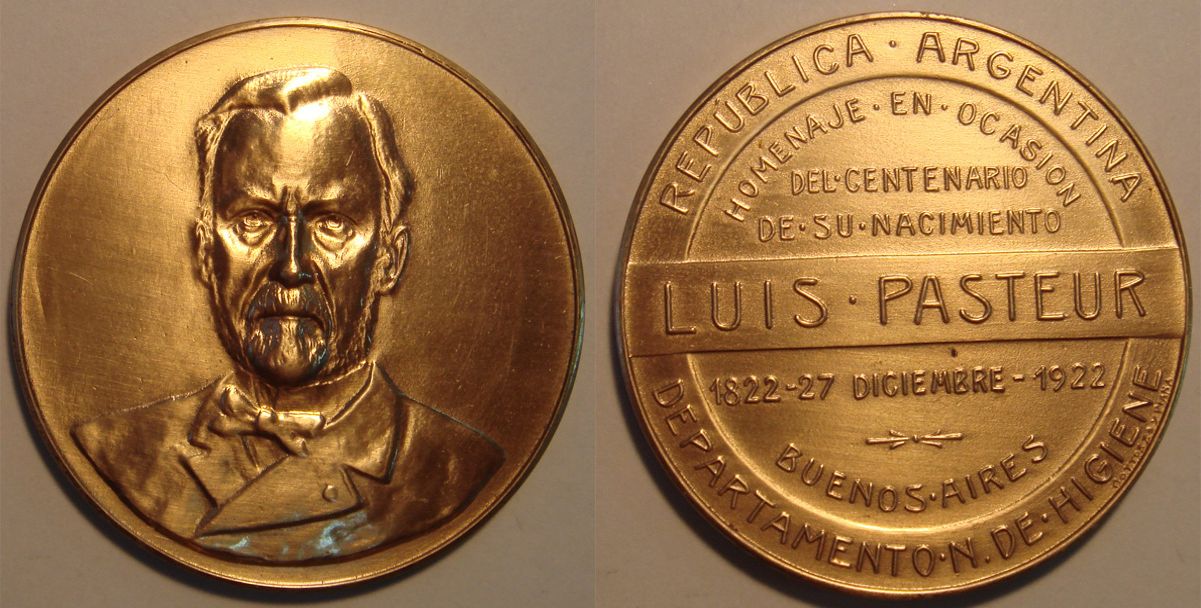 REPÚBLICA · ARGENTINA
HOMENAJE · EN · OCASION
DEL · CENTENARIO
DE · SU · NACIMIENTO
LUIS · PASTEUR
1822 - 27 DICIEMBRE - 1922
BUENOS · AIRES
DEPARTAMENTO · N. DE · HIGIENE